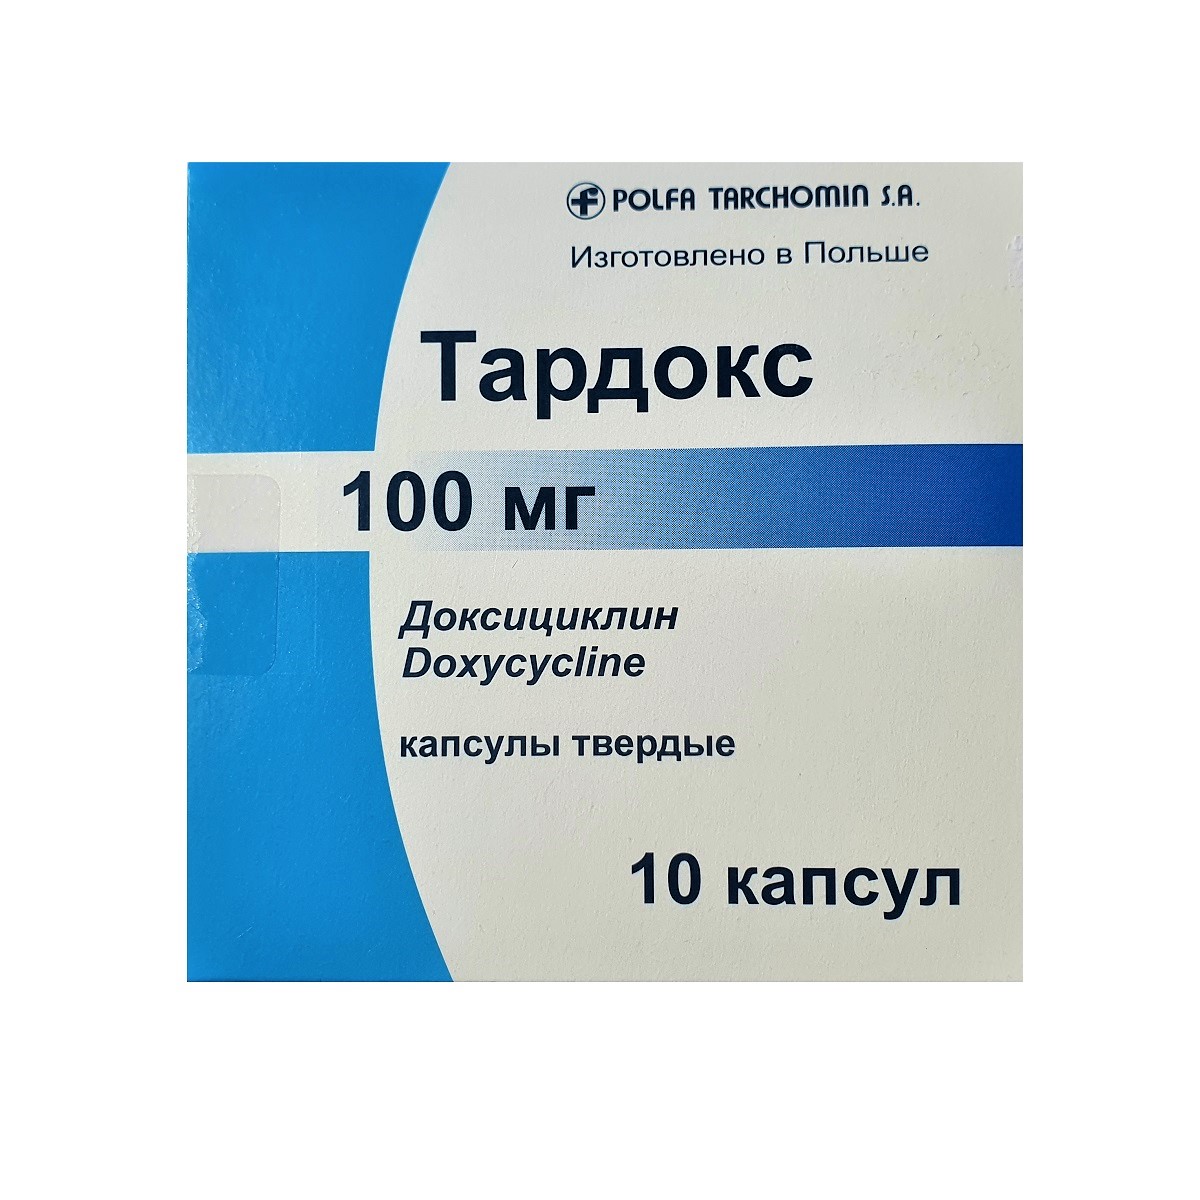 POLFA TARCHOMIN S.A.
Изготовлено в Польше
Тардокс
100 мг
Доксициклин
Doxycycline
капсулы твердые
10 капсул